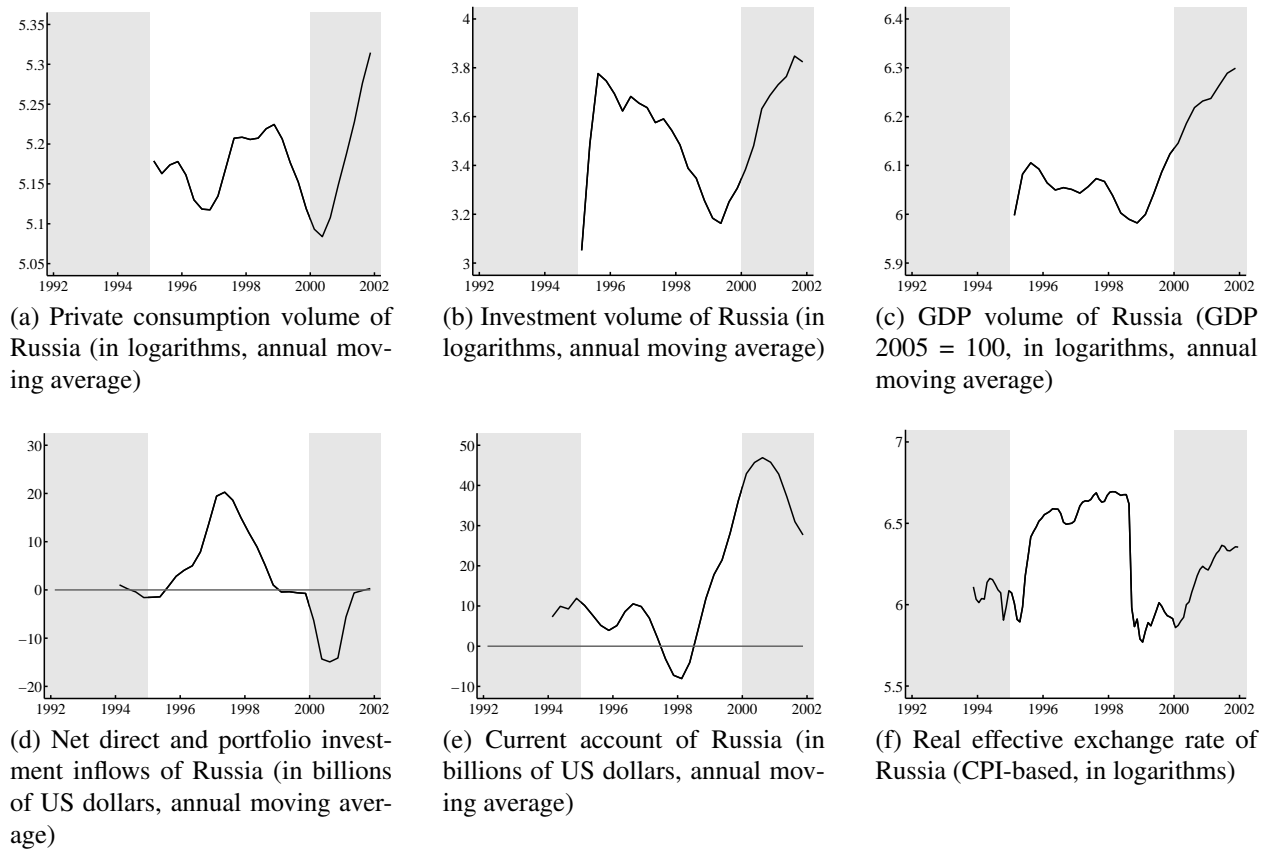 5.35
5.3
5.25
5.2
5.15
5.1
5.05
1992 1994 1996 1998 2000 2002
(a) Private consumption volume of
Russia (in logarithms, annual mov-
ing average)
4
3.8
3.6
3.4
3.2
3
1992 1994 1996 1998 2000 2002
(b) Investment volume of Russia (in
logarithms, annual moving average)
6.4
6.3
6.2
6.1
6
5.9
1992 1994 1996 1998 2000 2002
(c) GDP volume of Russia (GDP
2005 = 100, in logarithms, annual
moving average)
30
20
10
0
−10
−20
1992 1994 1996 1998 2000 2002
(d) Net direct and portfolio invest-
ment inflows of Russia (in billions
of US dollars, annual moving aver-
age)
50
40
30
20
10
0
−10
1992 1994 1996 1998 2000 2002
(e) Current account of Russia (in
billions of US dollars, annual mov-
ing average)
7
6.5
6
5.5
1992 1994 1996 1998 2000 2002
(f) Real effective exchange rate of
Russia (CPI-based, in logarithms)